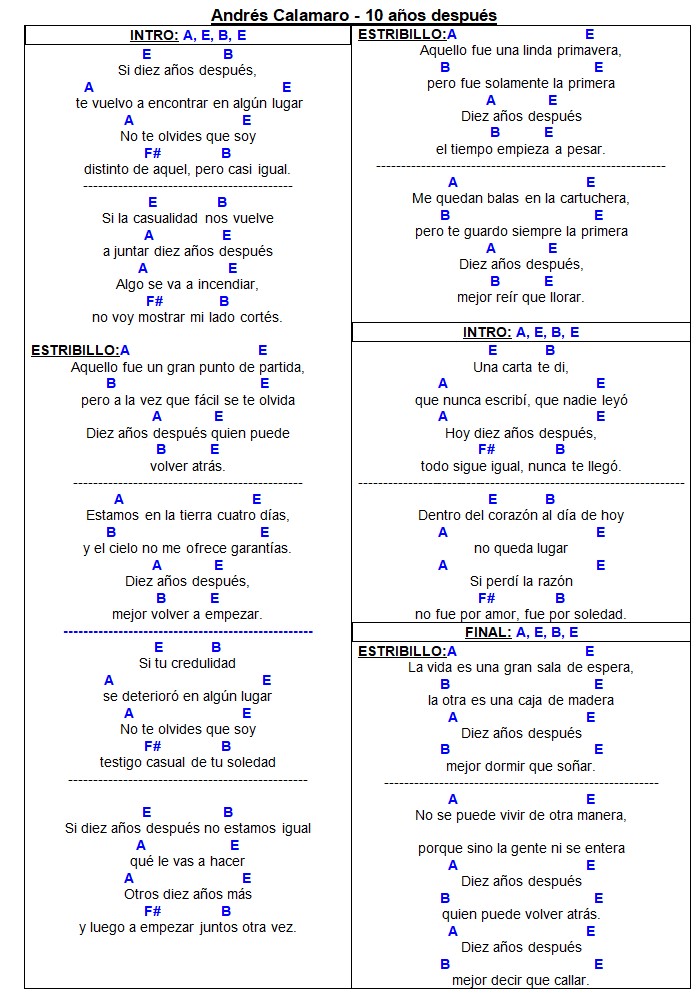 Andrés Calamaro - 10 años después
INTRO: A, E, B, E
E B
Si diez años después,
A E
te vuelvo a encontrar en algún lugar
A E
No te olvides que soy
F# B
distinto de aquel, pero casi igual.
------------------------------------------
E B
Si la casualidad nos vuelve
A E
a juntar diez años después
A E
Algo se va a incendiar,
F# B
no voy mostrar mi lado cortés.
ESTRIBILLO:A E
Aquello fue un gran punto de partida,
B E
pero a la vez que fácil se te olvida
A E
Diez años después quien puede
B E
volver atrás.
----------------------------------------------
A E
Estamos en la tierra cuatro días,
B E
y el cielo no me ofrece garantías.
A E
Diez años después,
B E
mejor volver a empezar.
--------------------------------------------------
E B
Si tu credulidad
A E
se deterioró en algún lugar
A E
No te olvides que soy
F# B
testigo casual de tu soledad
------------------------------------------------
E B
Si diez años después no estamos igual
A E
qué le vas a hacer
A E
Otros diez años más
F# B
y luego a empezar juntos otra vez.
ESTRIBILLO:A E
Aquello fue una linda primavera,
B E
pero fue solamente la primera
A E
Diez años después
B E
el tiempo empieza a pesar.
----------------------------------------------------------
A E
Me quedan balas en la cartuchera,
B E
pero te guardo siempre la primera
A E
Diez años después,
B E
mejor reír que llorar.
INTRO: A, E, B, E
E B
Una carta te di,
A E
que nunca escribí, que nadie leyó
A E
Hoy diez años después,
F# B
todo sigue igual, nunca te llegó.
------------------------------------------------------------------
E B
Dentro del corazón al día de hoy
A E
no queda lugar
A E
Si perdí la razón
F# B
no fue por amor, fue por soledad.
FINAL: A, E, B, E
ESTRIBILLO:A E
La vida es una gran sala de espera,
B E
la otra es una caja de madera
A E
Diez años después
B E
mejor dormir que soñar.
-------------------------------------------------------
A E
No se puede vivir de otra manera,
porque sino la gente ni se entera
A E
Diez años después
B E
quien puede volver atrás.
A E
Diez años después
B E
mejor decir que callar.